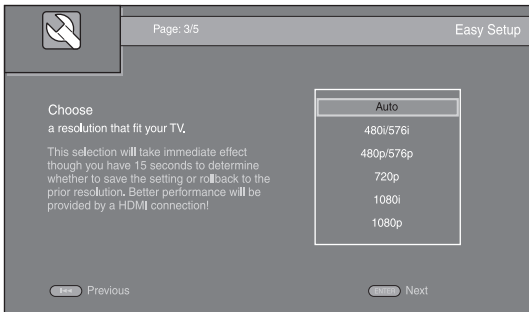 Page: 3/5
Easy Setup
Choose
a resolution that fit your TV.
This selection will take immediate effect
though you have 15 seconds to determine
whether to save the setting or rollback to the
prior resolution. Better performance will be
provided by a HDMI connection!
Auto
480i/576i
480p/576p
720p
1080i
1080p
Previous
ENTER Next